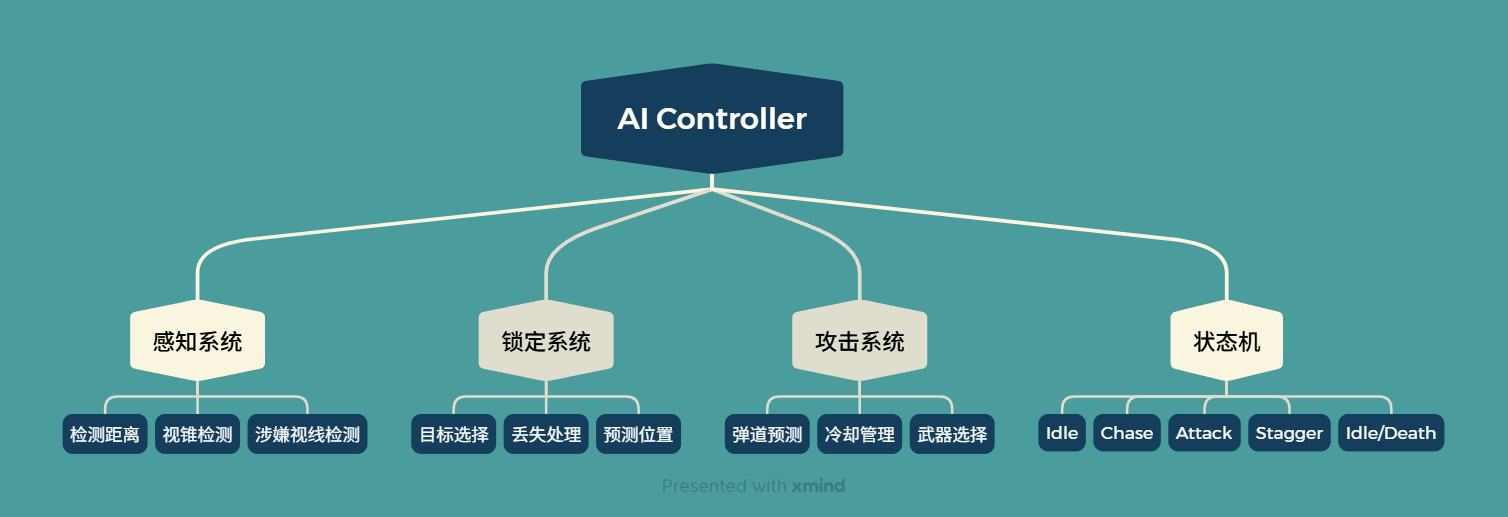 AI Controller
感知系统
锁定系统
攻击系统
状态机
检测距离
视锥检测
涉嫌视线检测
目标选择
丢失处理
预测位置
弹道预测
冷却管理
武器选择
Idle
Chase
Attack
Stagger
Idle/Death
Presented with xmind